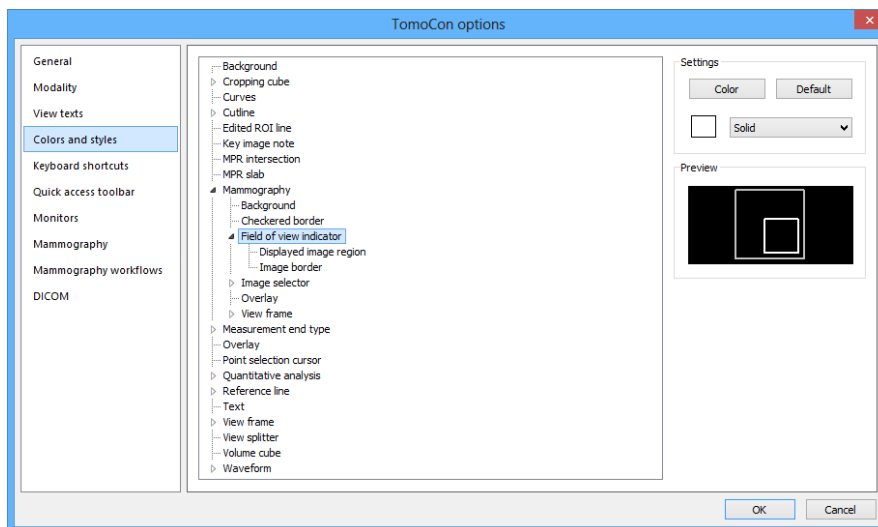 TomoCon options
General
Modality
View texts
Colors and styles
Keyboard shortcuts
Quick access toolbar
Monitors
Mammography
Mammography workflows
DICOM
Background
Cropping cube
Curves
Cutline
Edited ROI line
Key image note
MPR intersection
MPR slab
Mammography
Background
Checkered border
Field of view indicator
Displayed image region
Image border
Image selector
Overlay
View frame
Measurement end type
Overlay
Point selection cursor
Quantitative analysis
Reference line
Text
View frame
View splitter
Volume cube
Waveform
Settings
Color Default
Solid
Preview
OK Cancel